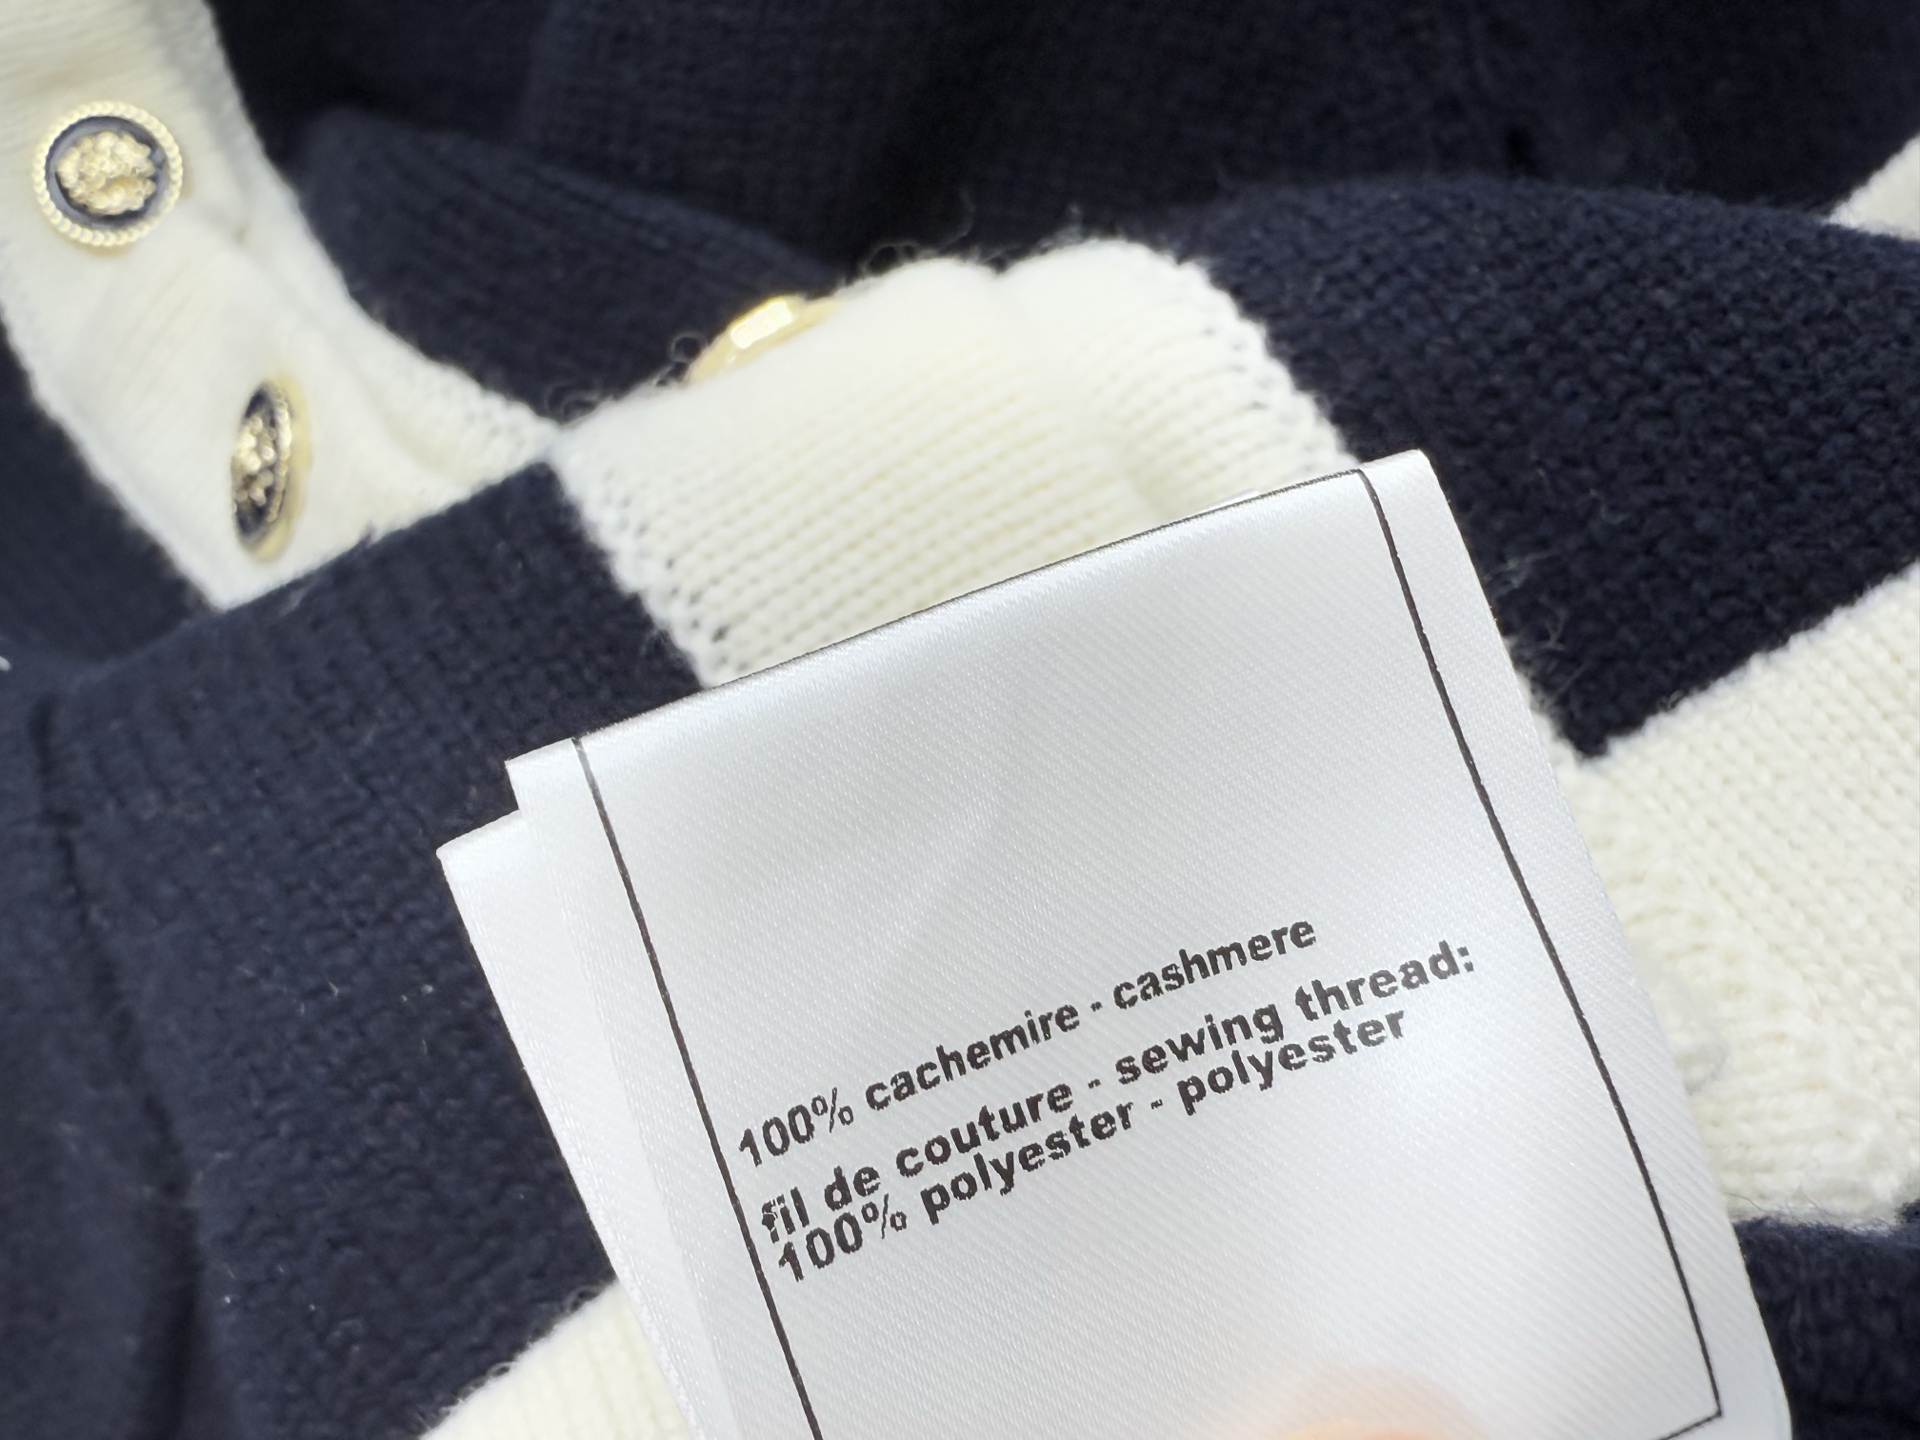 100% cachemire - cashmere
fil de couture - sewing thread:
100% polyester - polyester